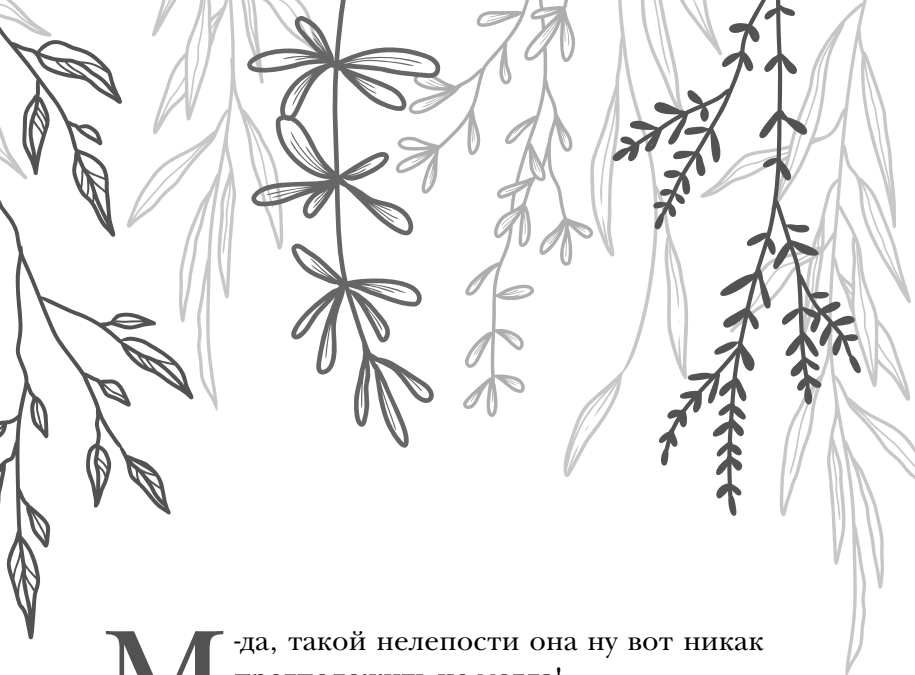 М-да, такой нелепости она ну вот никак